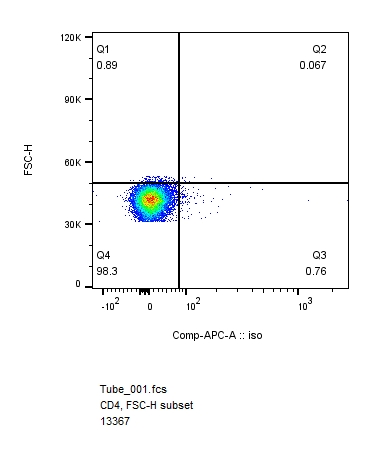 120K
90K
60K
30K
0
FSC-H
Q1
0.89
Q2
0.067
Q4
98.3
Q3
0.76
-10²
0
10²
10³
Comp-APC-A :: iso
Tube_001.fcs
CD4, FSC-H subset
13367